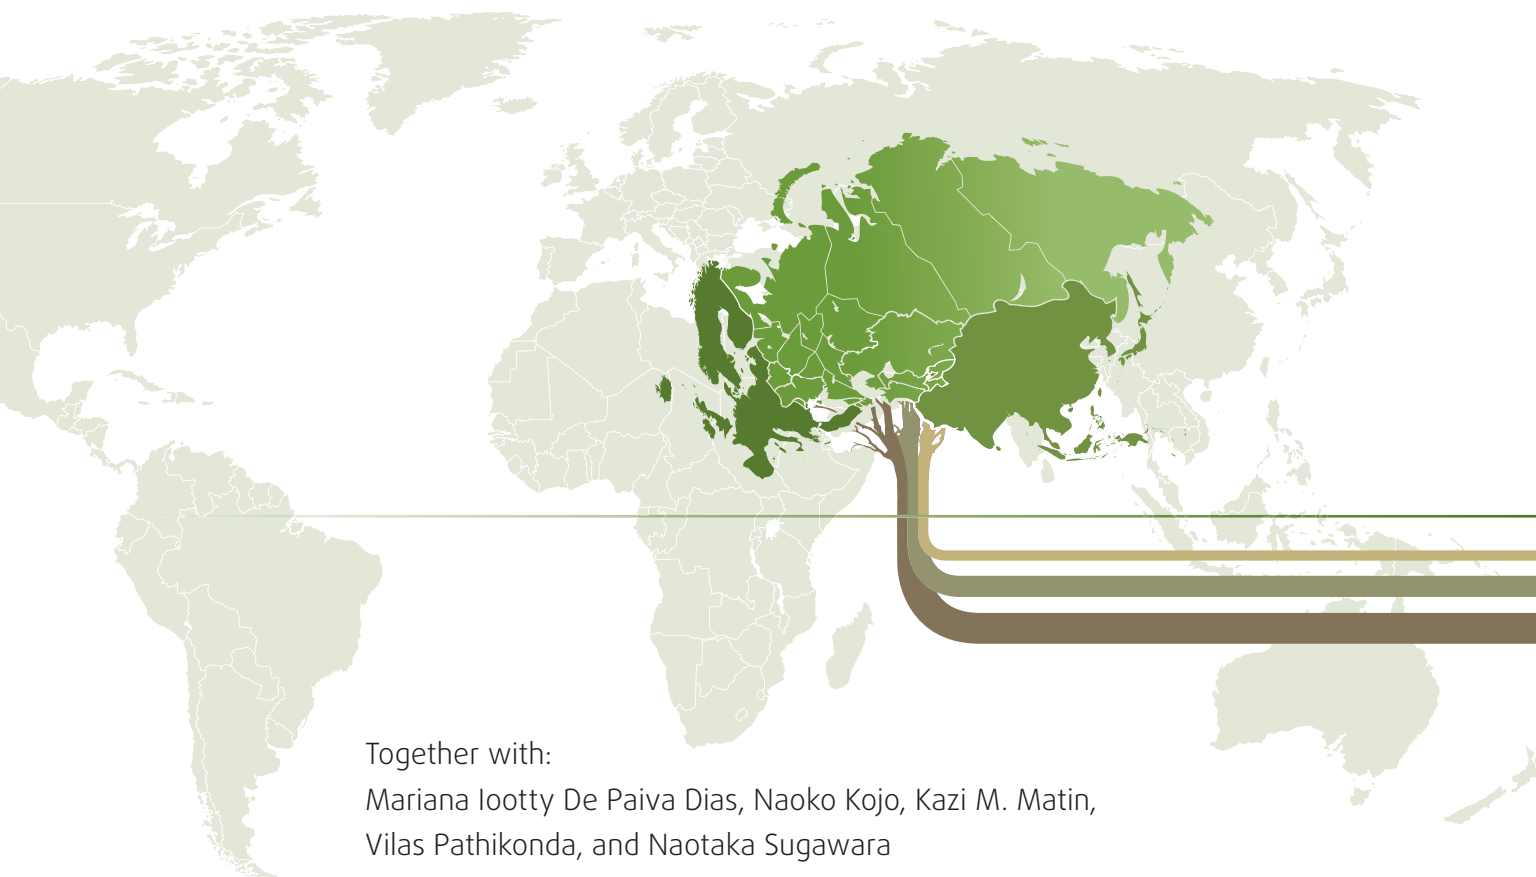 Together with:
Mariana Iootty De Paiva Dias, Naoko Kojo, Kazi M. Matin,
Vilas Pathikonda, and Naotaka Sugawara